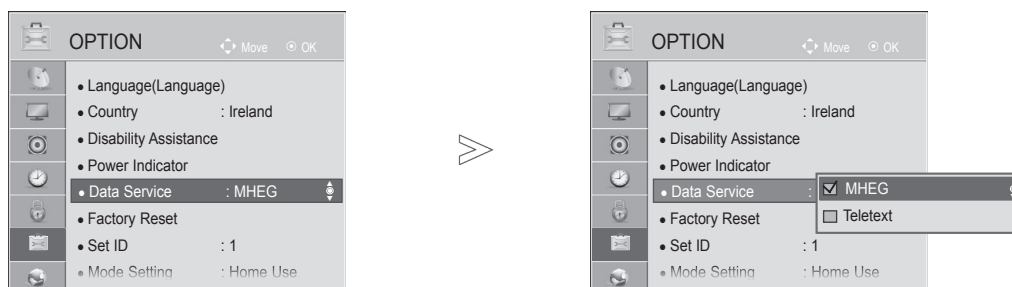 OPTION
Move OK
• Language(Language)
• Country : Ireland
• Disability Assistance
• Power Indicator
• Data Service : MHEG
• Factory Reset
• Set ID : 1
• Mode Setting : Home Use
OPTION
Move OK
• Language(Language)
• Country : Ireland
• Disability Assistance
• Power Indicator
• Data Service :
MHEG
Teletext
• Factory Reset
• Set ID : 1
• Mode Setting : Home Use